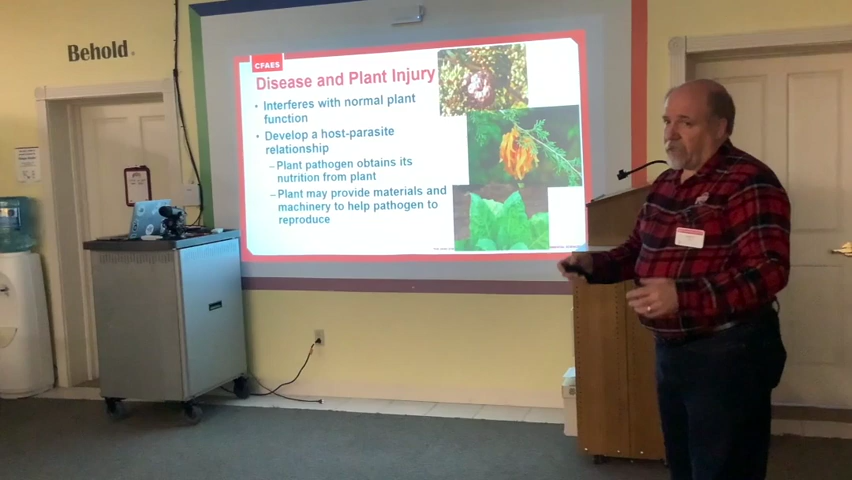 Behold.
CFAES
Disease and Plant Injury
• Interferes with normal plant
function
• Develop a host-parasite
relationship
–Plant pathogen obtains its
nutrition from plant
–Plant may provide materials and
machinery to help pathogen to
reproduce